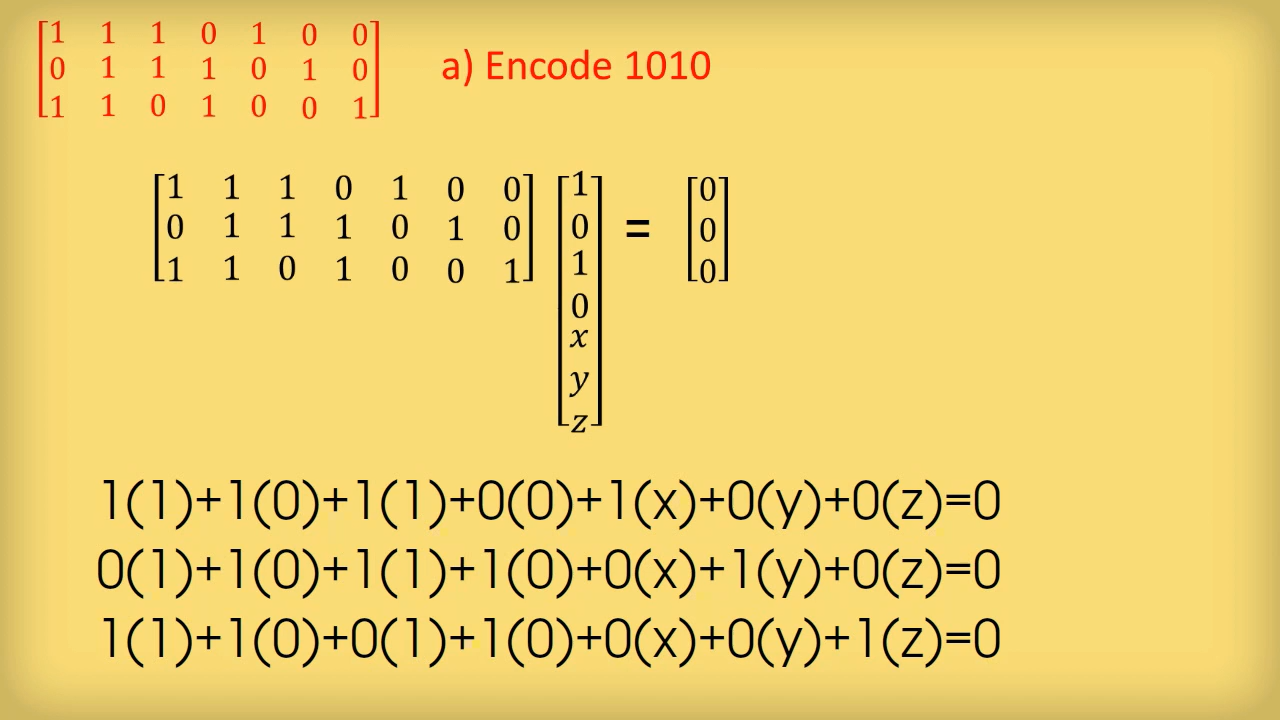 1 1 1 0 1 0 0
0 1 1 1 0 1 0
1 1 0 1 0 0 1
a) Encode 1010
1 1 1 0 1 0 0
0 1 1 1 0 1 0
1 1 0 1 0 0 1
1
0
1
0
x
y
z
=
0
0
0
1(1)+1(0)+1(1)+0(0)+1(x)+0(y)+0(z)=0
0(1)+1(0)+1(1)+1(0)+0(x)+1(y)+0(z)=0
1(1)+1(0)+0(1)+1(0)+0(x)+0(y)+1(z)=0